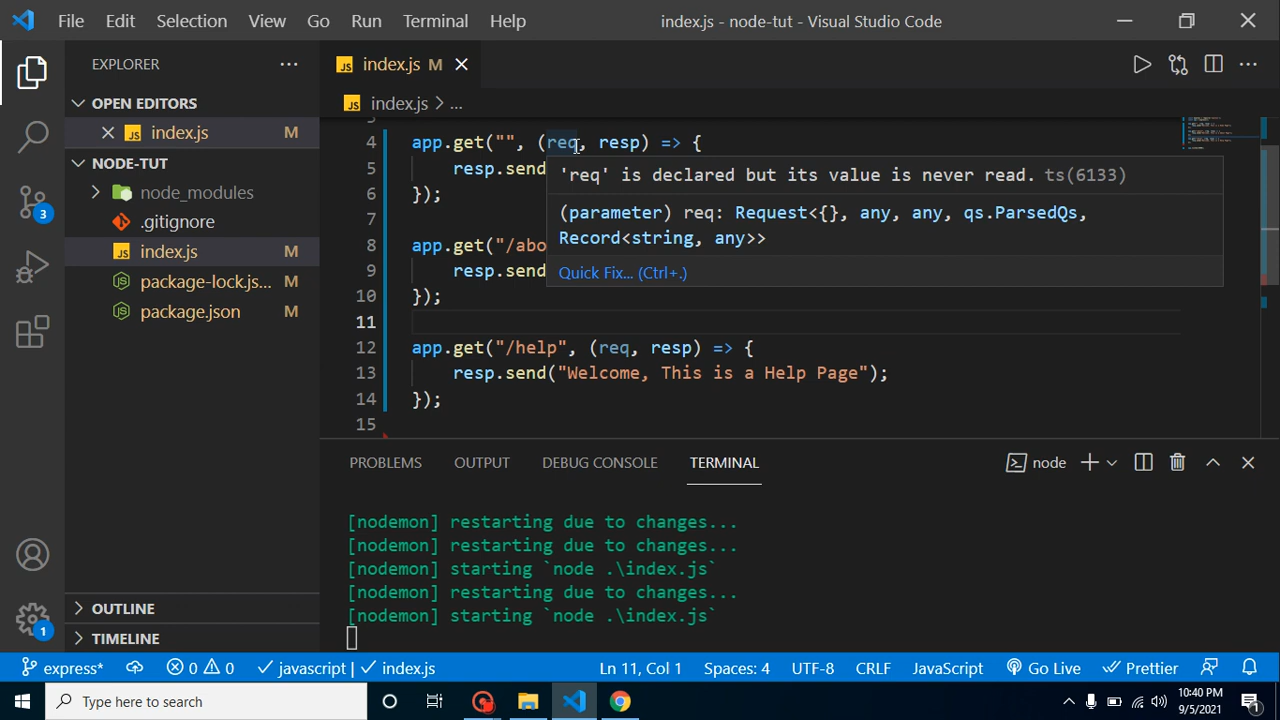 File Edit Selection View Go Run Terminal Help index.js - node-tut - Visual Studio Code
EXPLORER
OPEN EDITORS
index.js M
NODE-TUT
node_modules
.gitignore
index.js M
package-lock.js... M
package.json M
OUTLINE
TIMELINE
3
1
JS index.js M
JS index.js > ...
4 app.get("", (req, resp) => {
5 resp.send
6 });
7
8 app.get("/abo
9 resp.send
10 });
11
12 app.get("/help", (req, resp) => {
13 resp.send("Welcome, This is a Help Page");
14 });
15
'req' is declared but its value is never read. ts(6133)
(parameter) req: Request<{}, any, any, qs.ParsedQs,
Record<string, any>>
Quick Fix... (Ctrl+.)
PROBLEMS OUTPUT DEBUG CONSOLE TERMINAL node
[nodemon] restarting due to changes...
[nodemon] restarting due to changes...
[nodemon] starting `node .\index.js`
[nodemon] restarting due to changes...
[nodemon] starting `node .\index.js`
express* 0 0 javascript | index.js Ln 11, Col 1 Spaces: 4 UTF-8 CRLF JavaScript Go Live Prettier
Type here to search
10:40 PM
9/5/2021
1